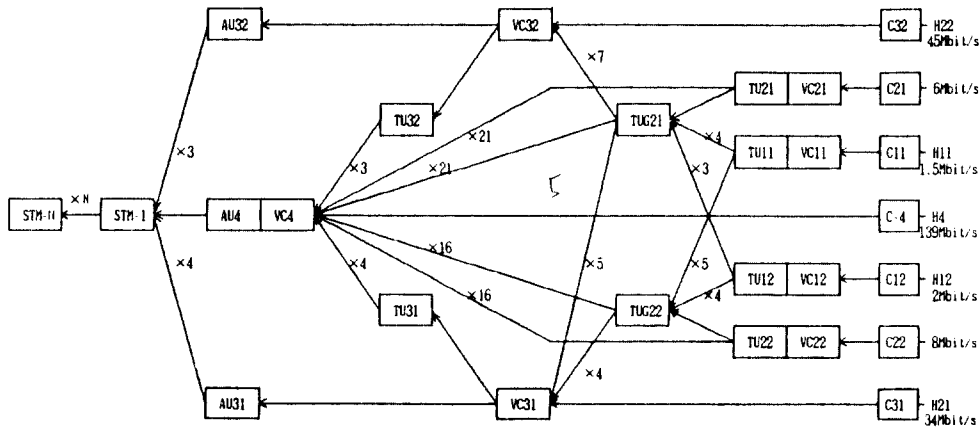 AU32
VC32
C32
H22
45Mbit/s
×7
TU21
VC21
C21
6Mbit/s
TU32
TUG21
×21
×4
×3
×3
×21
×3
TU11
VC11
C11
H11
1.5Mbit/s
STM-N
×N
STM-1
AU4
VC4
C-4
H4
139Mbit/s
×4
×4
×16
×16
×5
×5
×4
TU12
VC12
C12
H12
2Mbit/s
TU31
TUG22
TU22
VC22
C22
8Mbit/s
×4
AU31
VC31
C31
H21
34Mbit/s